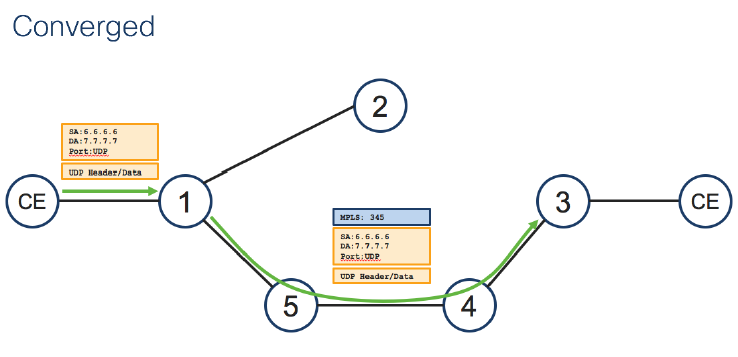 Converged
2
SA:6.6.6.6
DA:7.7.7.7
Port:UDP
UDP Header/Data
CE
1
MPLS: 345
SA:6.6.6.6
DA:7.7.7.7
Port:UDP
UDP Header/Data
3
CE
5
4